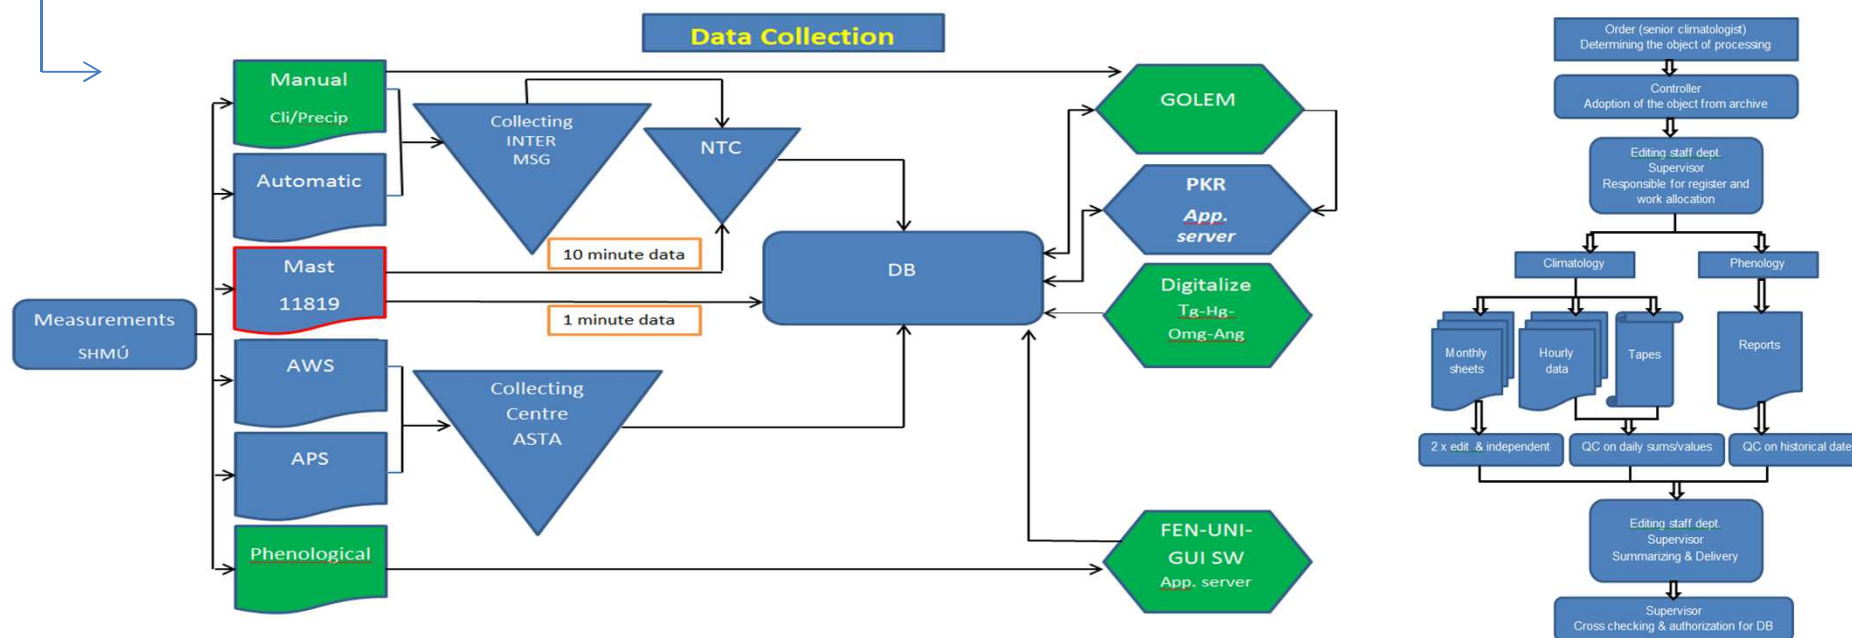 Data Collection
Manual
Cli/Precip
Automatic
Mast
11819
Measurements
SHMÚ
AWS
APS
Phenological
Collecting
INTER
MSG
NTC
10 minute data
1 minute data
DB
Collecting
Centre
ASTA
GOLEM
PKR
App.
server
Digitalize
Tg-Hg-
Omg-Ang
FEN-UNI-
GUI SW
App. server
Order (senior climatologist)
Determining the object of processing
Controller
Adoption of the object from archive
Editing staff dept.
Supervisor
Responsible for register and
work allocation
Climatology
Phenology
Monthly
sheets
Hourly
data
Tapes
Reports
2 x edit. & independent
QC on daily sums/values
QC on historical date
Editing staff dept.
Supervisor
Summarizing & Delivery
Supervisor
Cross checking & authorization for DB